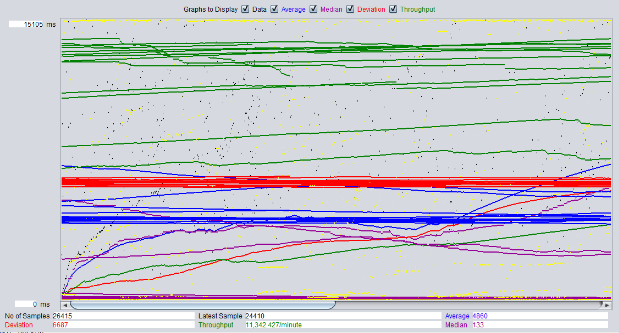 Graphs to Display Data Average Median Deviation Throughput
15105 ms
0 ms
No of Samples 26415 Latest Sample 24410 Average 4860
Deviation 6687 Throughput 11,342.427/minute Median 133